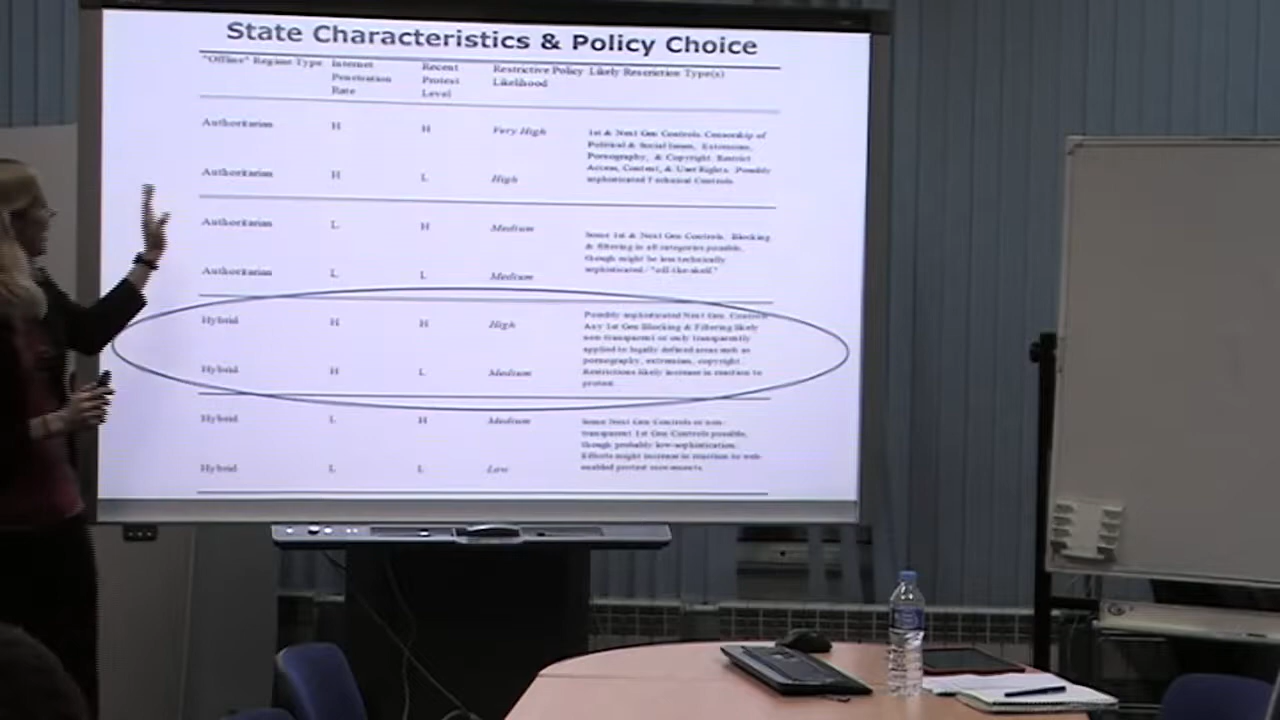 State Characteristics & Policy Choice
"Offline" Regime Type Internet Penetration Rate Recent Protest Level Restrictive Policy Likelihood Likely Restriction Type(s)
Authoritarian H H Very High
1st & Next Gen Controls. Censorship of
Political & Social Issues, Extremism,
Pornography, & Copyright. Restrict
Access, Content, & User Rights. Possibly
sophisticated Technical Controls
Authoritarian H L High
Authoritarian L H Medium
Some 1st & Next Gen Controls. Blocking
& filtering in all categories possible,
though might be less technically
sophisticated/ "off-the-shelf"
Authoritarian L L Medium
Hybrid H H High
Possibly sophisticated Next Gen. Controls
Any 1st Gen Blocking & Filtering likely
non transparent or only transparently
applied to legally defined areas such as
pornography, extremism, copyright.
Restrictions likely increase in reaction to
protest.
Hybrid H L Medium
Hybrid L H Medium
Some Next Gen Controls or non-
transparent 1st Gen Controls possible,
though probably low-sophistication.
Efforts might increase in reaction to web-
enabled protest movements.
Hybrid L L Low